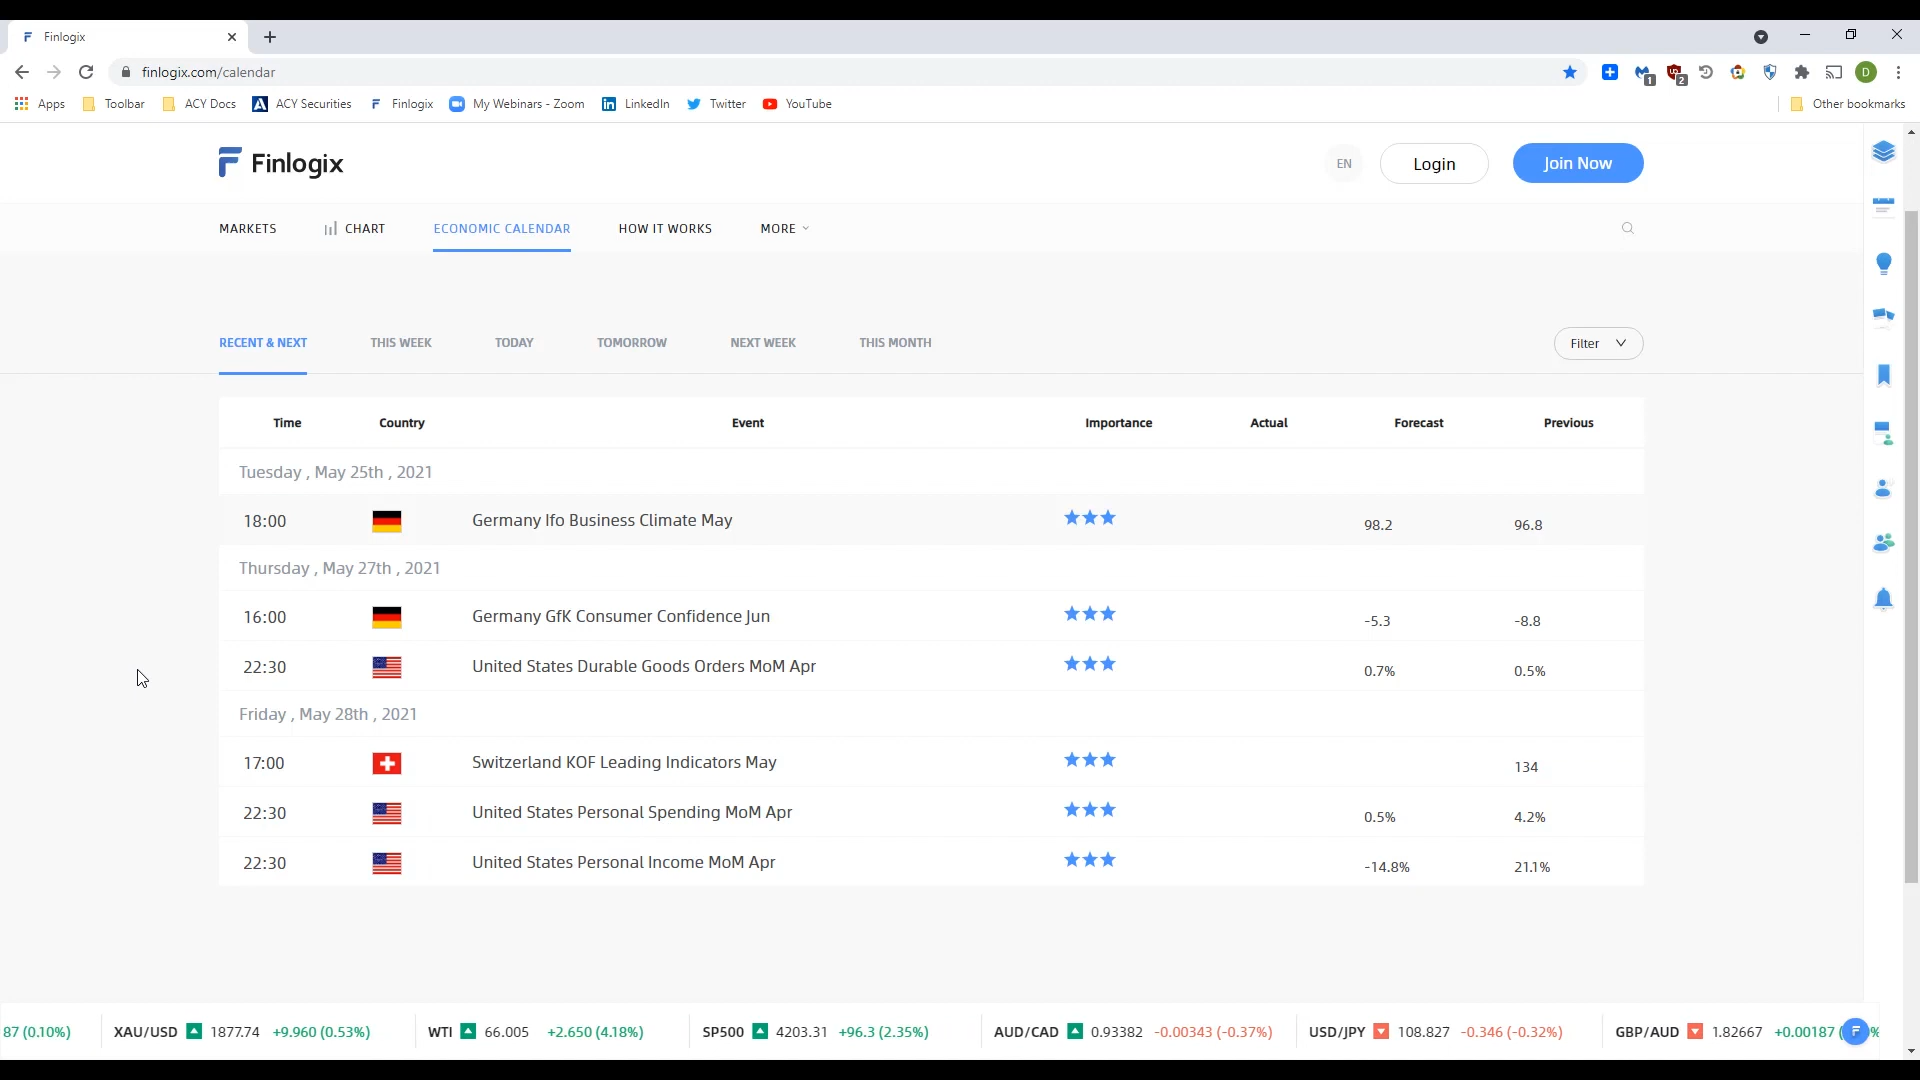 Finlogix
finlogix.com/calendar
1
2
D
Apps
Toolbar
ACY Docs
ACY Securities
Finlogix
My Webinars - Zoom
LinkedIn
Twitter
YouTube
Other bookmarks
Finlogix
EN
Login
Join Now
MARKETS
CHART
ECONOMIC CALENDAR
HOW IT WORKS
MORE
RECENT & NEXT
THIS WEEK
TODAY
TOMORROW
NEXT WEEK
THIS MONTH
Filter
Time Country Event Importance Actual Forecast Previous
Tuesday , May 25th , 2021
18:00 Germany Ifo Business Climate May 98.2 96.8
Thursday , May 27th , 2021
16:00 Germany GfK Consumer Confidence Jun -5.3 -8.8
22:30 United States Durable Goods Orders MoM Apr 0.7% 0.5%
Friday , May 28th , 2021
17:00 Switzerland KOF Leading Indicators May 134
22:30 United States Personal Spending MoM Apr 0.5% 4.2%
22:30 United States Personal Income MoM Apr -14.8% 21.1%
87 (0.10%) XAU/USD 1877.74 +9.960 (0.53%) WTI 66.005 +2.650 (4.18%) SP500 4203.31 +96.3 (2.35%) AUD/CAD 0.93382 -0.00343 (-0.37%) USD/JPY 108.827 -0.346 (-0.32%) GBP/AUD 1.82667 +0.00187